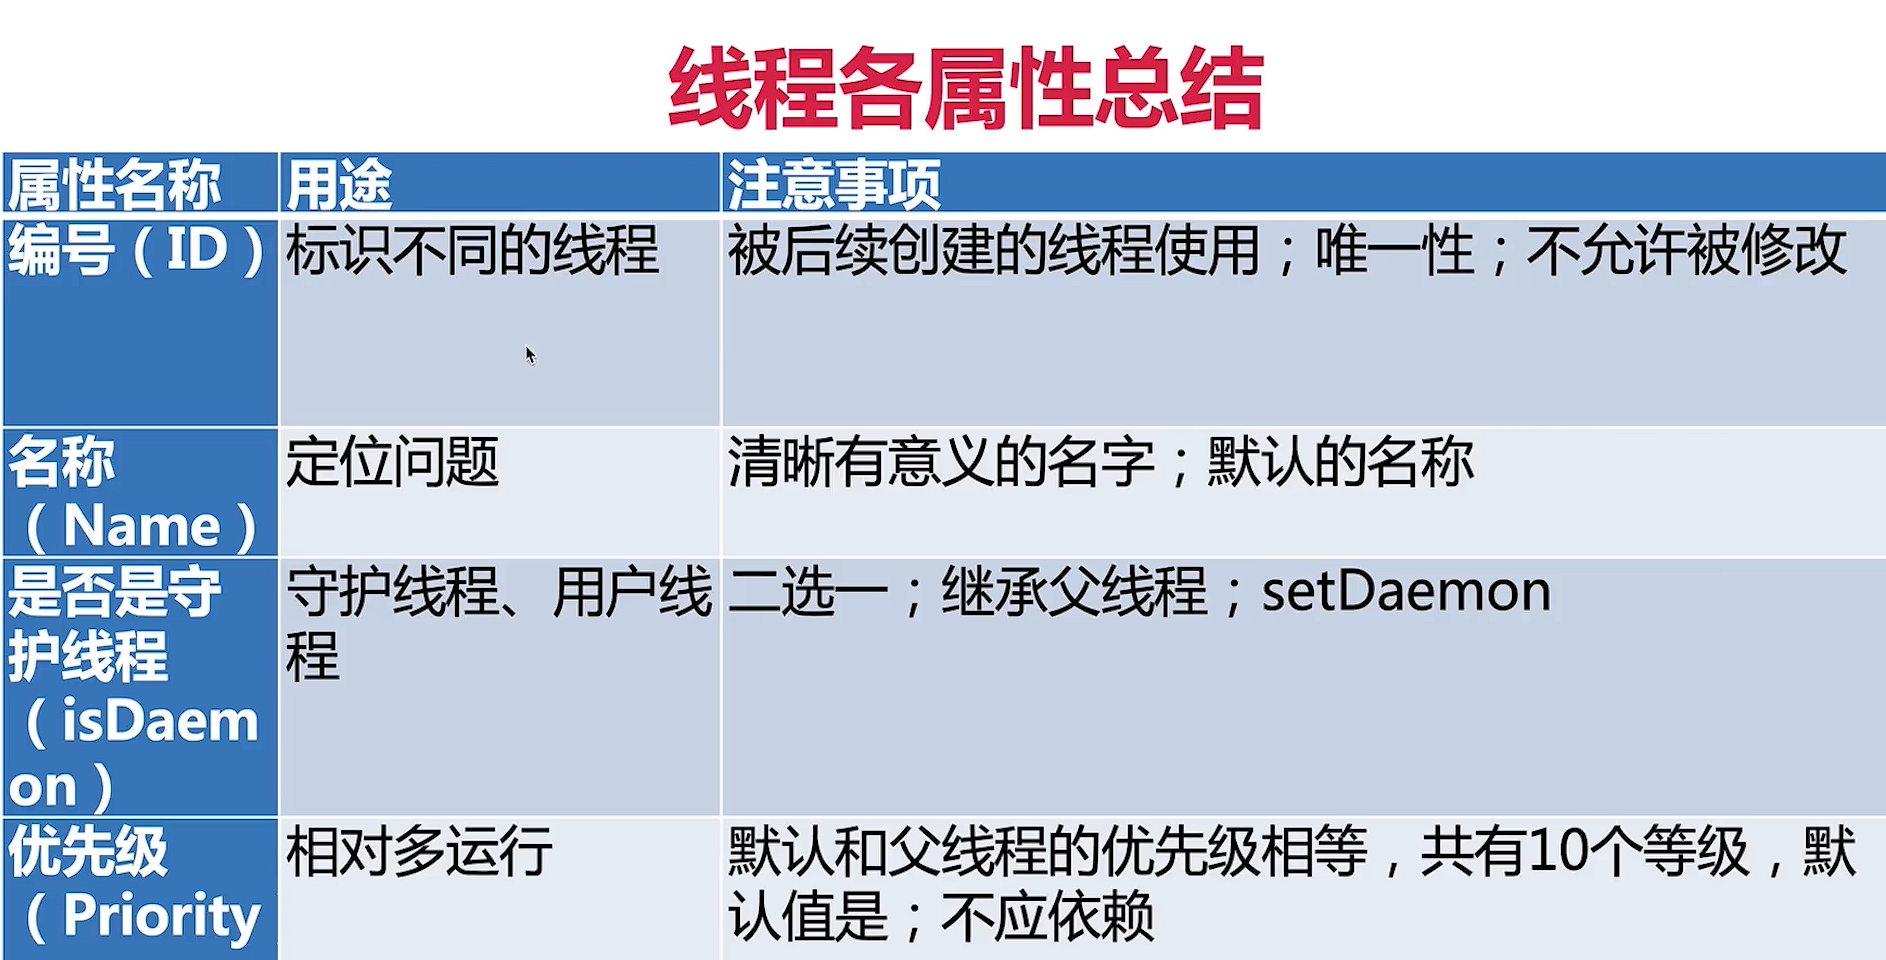 线程各属性总结
属性名称 用途 注意事项
编号（ID） 标识不同的线程 被后续创建的线程使用；唯一性；不允许被修改
名称
（Name） 定位问题 清晰有意义的名字；默认的名称
是否是守
护线程
（isDaem
on） 守护线程、用户线
程 二选一；继承父线程；setDaemon
优先级
（Priority 相对多运行 默认和父线程的优先级相等，共有10个等级，默
认值是；不应依赖